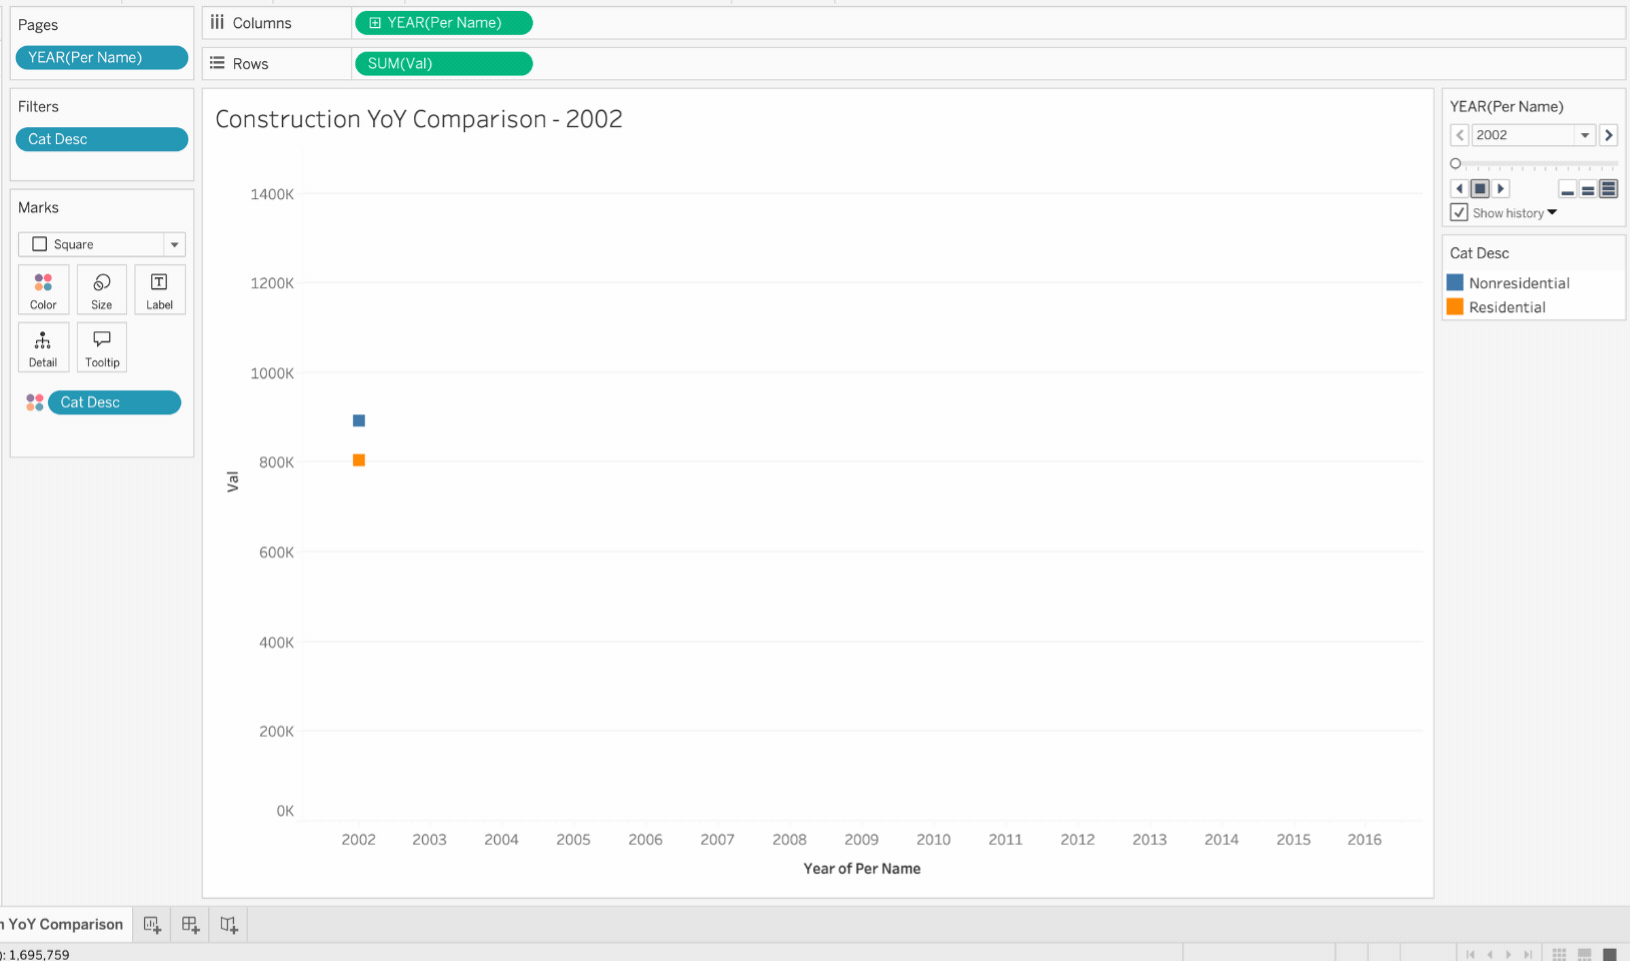 Pages
YEAR(Per Name)
Filters
Cat Desc
Marks
Square
Color
Size
Label
Detail
Tooltip
Cat Desc
Columns
YEAR(Per Name)
Rows
SUM(Val)
Construction YoY Comparison - 2002
1400K
1200K
1000K
800K
600K
400K
200K
0K
Val
2002 2003 2004 2005 2006 2007 2008 2009 2010 2011 2012 2013 2014 2015 2016
Year of Per Name
YEAR(Per Name)
2002
Show history
Cat Desc
Nonresidential
Residential
n YoY Comparison
): 1,695,759